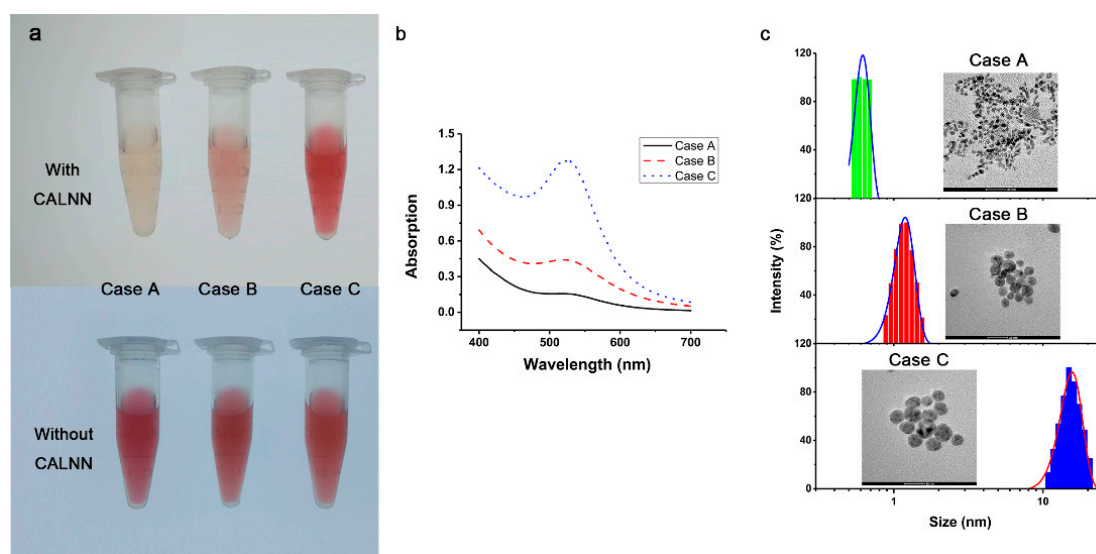 a
With
CALNN
Case A Case B Case C
Without
CALNN
b
Absorption
1.5
1.2
0.9
0.6
0.3
0.0
400 500 600 700
Wavelength (nm)
Case A
Case B
Case C
c
Intensity (%)
120
80
40
120
80
40
120
80
40
0
Case A
Case B
Case C
1 10
Size (nm)